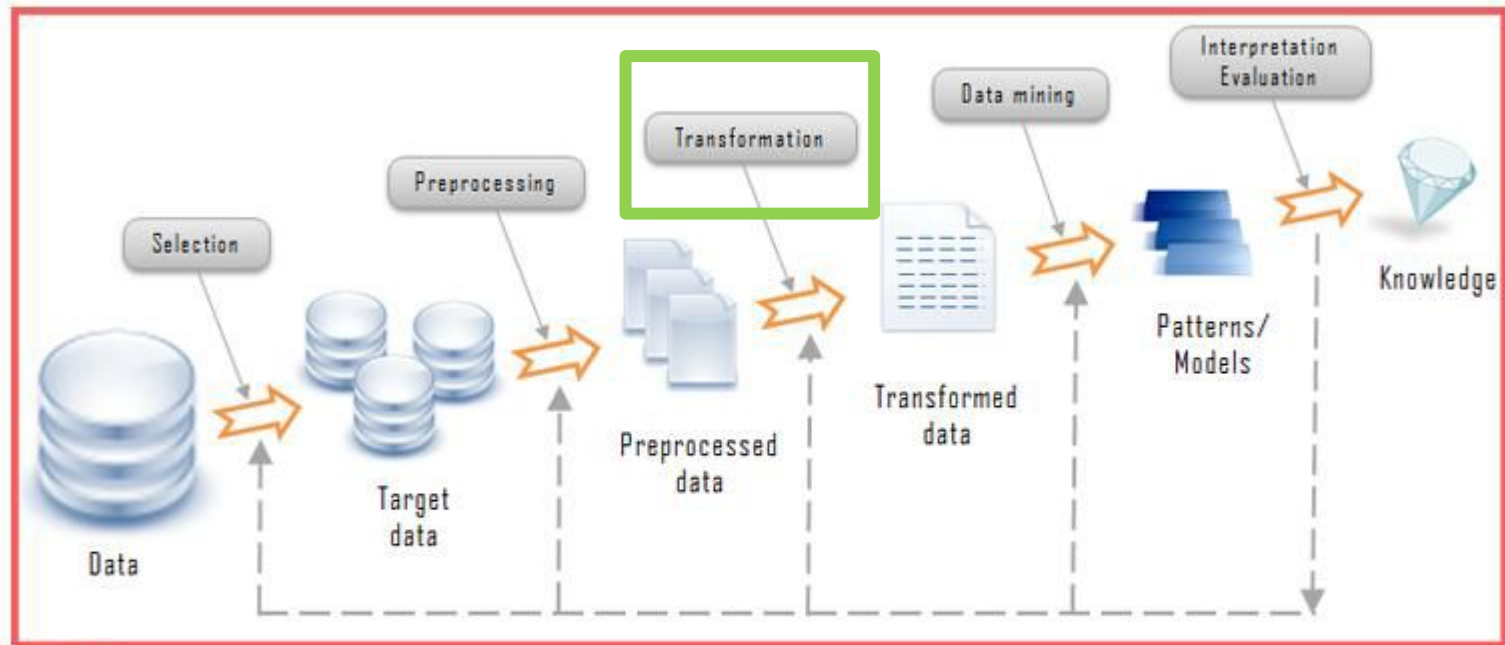 Interpretation
Evaluation
Data mining
Transformation
Preprocessing
Selection
Knowledge
Patterns/
Models
Transformed
data
Preprocessed
data
Target
data
Data